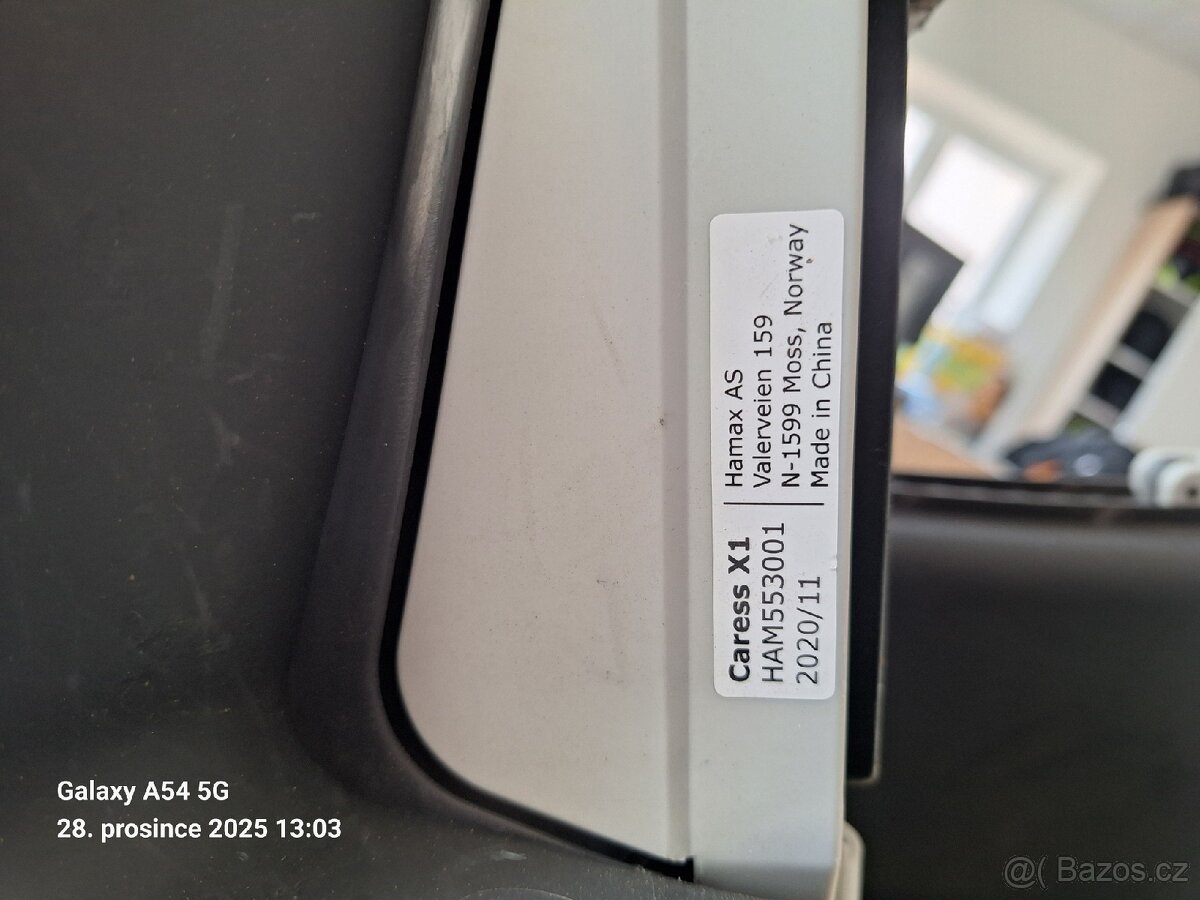 Caress X1
HAM553001
2020/11
Hamax AS
Valerveien 159
N-1599 Moss, Norway
Made in China
Galaxy A54 5G
28. prosince 2025 13:03
@( Bazos.cz